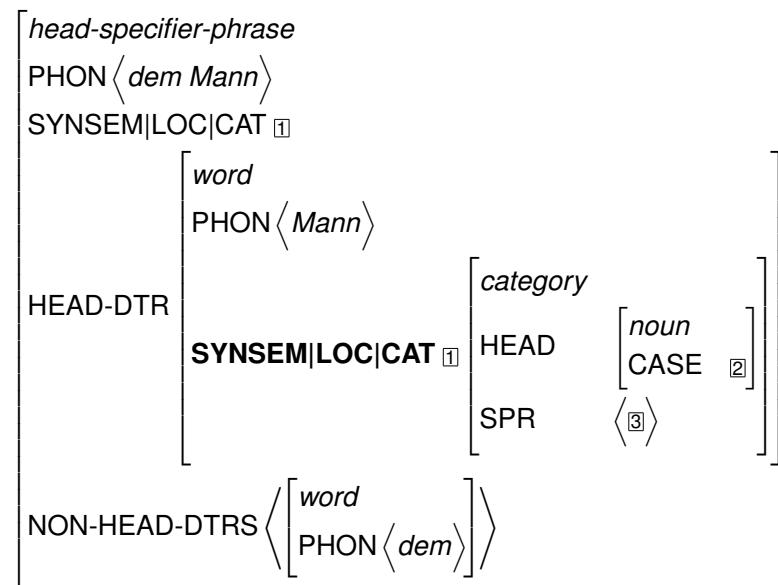 head-specifier-phrase
PHON ⟨dem Mann⟩
SYNSEM|LOC|CAT 1
HEAD-DTR
word
PHON ⟨Mann⟩
SYNSEM|LOC|CAT 1
category
HEAD
noun
CASE 2
SPR ⟨3⟩
NON-HEAD-DTRS
word
PHON ⟨dem⟩